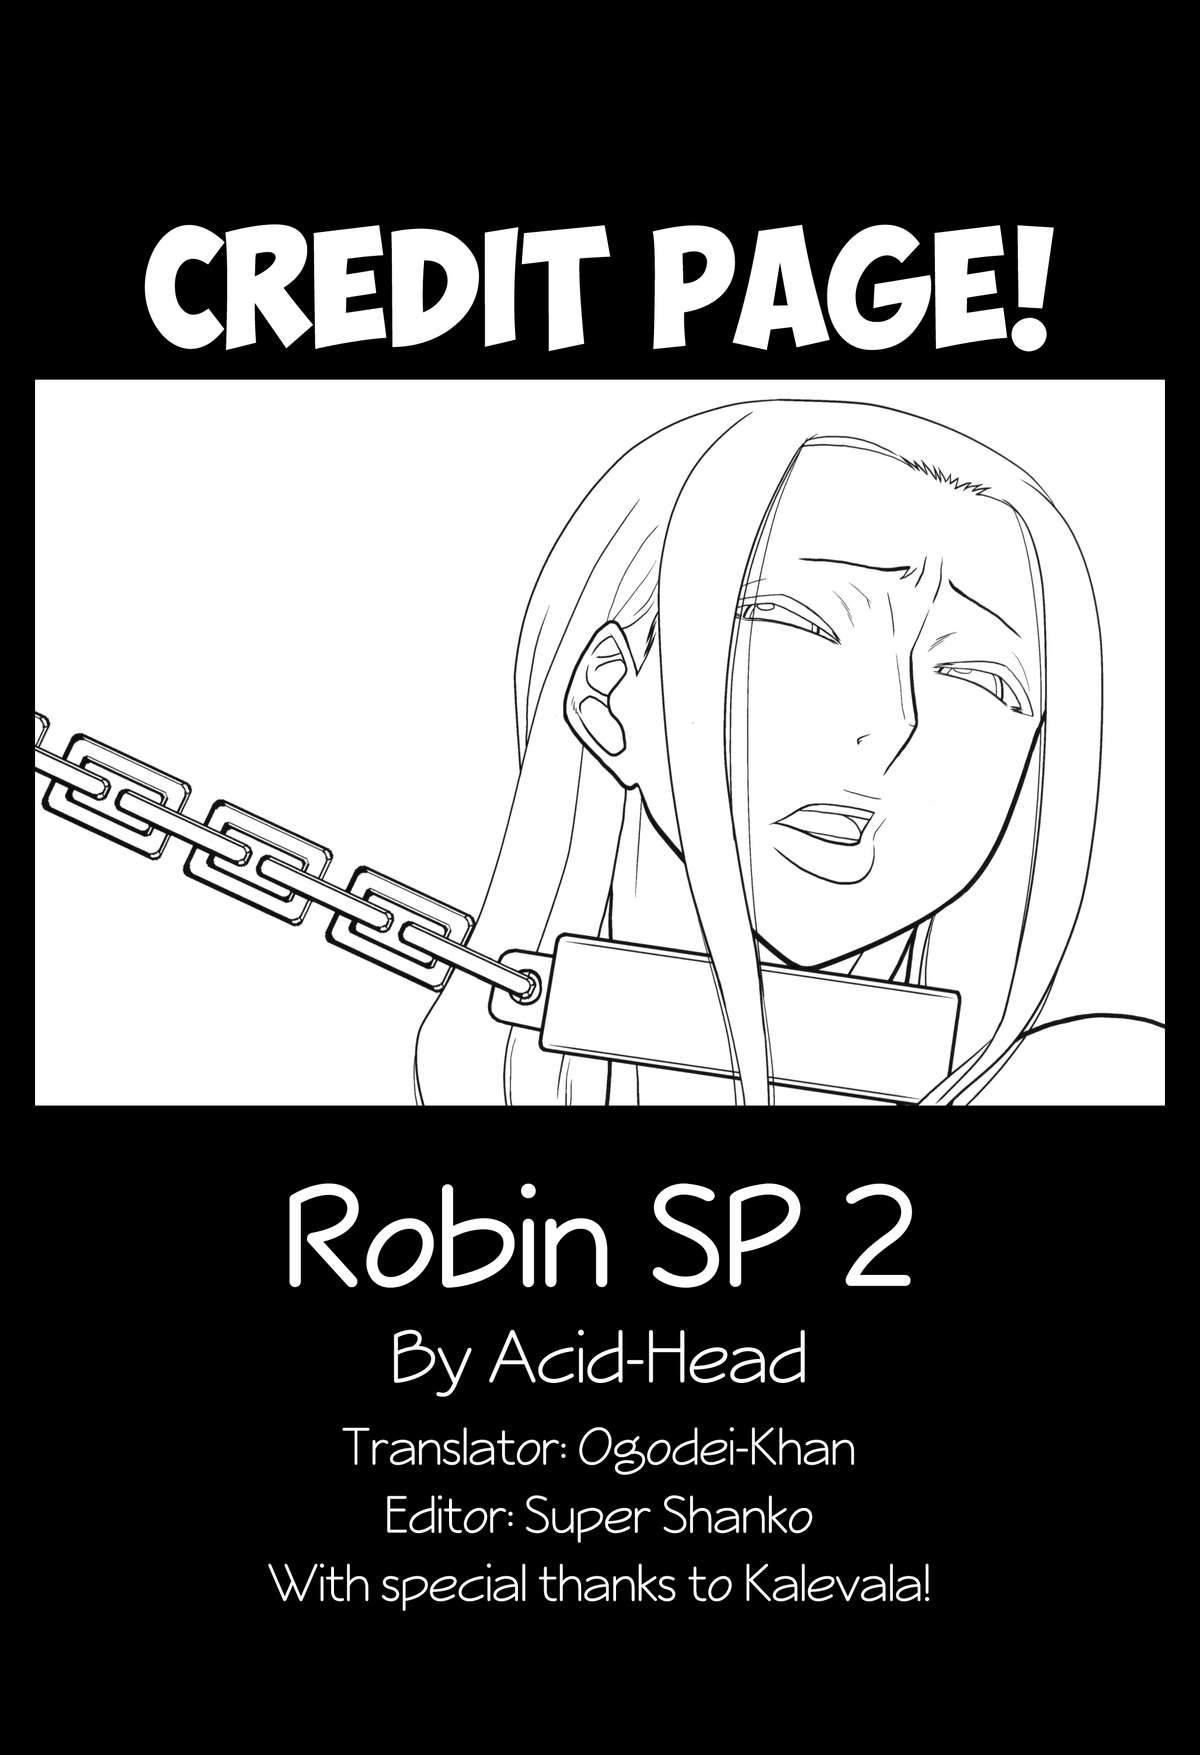 CREDIT PAGE!
Robin SP 2
By Acid-Head
Translator: Ogodei-Khan
Editor: Super Shanko
With special thanks to Kalevala!